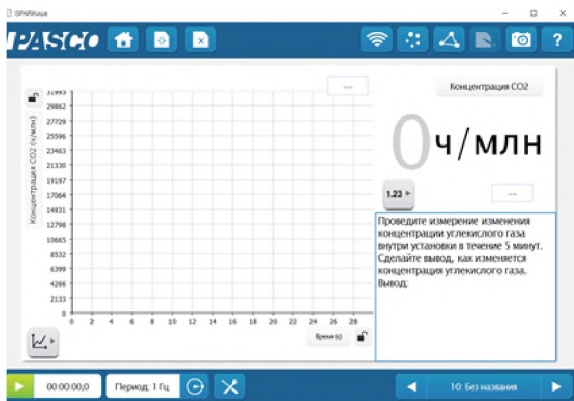 SPARKvue
PASCO
?
Концентрация CO2
--
31995
29862
27729
25596
23463
21330
19197
17064
14931
12798
10665
8532
6399
4266
2133
0
Концентрация CO2 (ч/млн)
0 ч/млн
1.23
--
Проведите измерение изменения
концентрации углекислого газа
внутри установки в течение 5 минут.
Сделайте вывод, как изменяется
концентрация углекислого газа.
Вывод:
0 2 4 6 8 10 12 14 16 18 20 22 24 26 28
Время (с)
00:00:00,0
Период: 1 Гц
10: Без названия